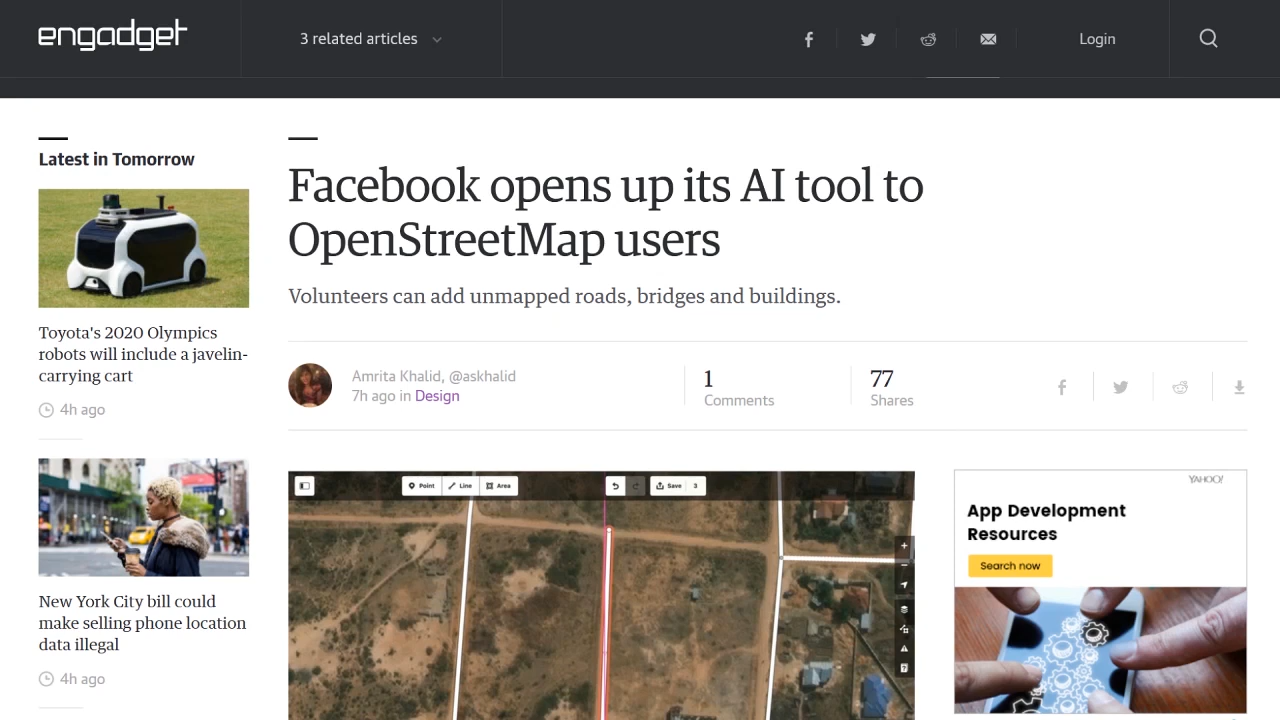 engadget
3 related articles
Login
Latest in Tomorrow
Toyota's 2020 Olympics
robots will include a javelin-
carrying cart
4h ago
New York City bill could
make selling phone location
data illegal
4h ago
Facebook opens up its AI tool to
OpenStreetMap users
Volunteers can add unmapped roads, bridges and buildings.
Amrita Khalid, @askhalid
7h ago in Design
1
Comments
77
Shares
Point
Line
Area
Save 3
YAHOO!
App Development
Resources
Search now